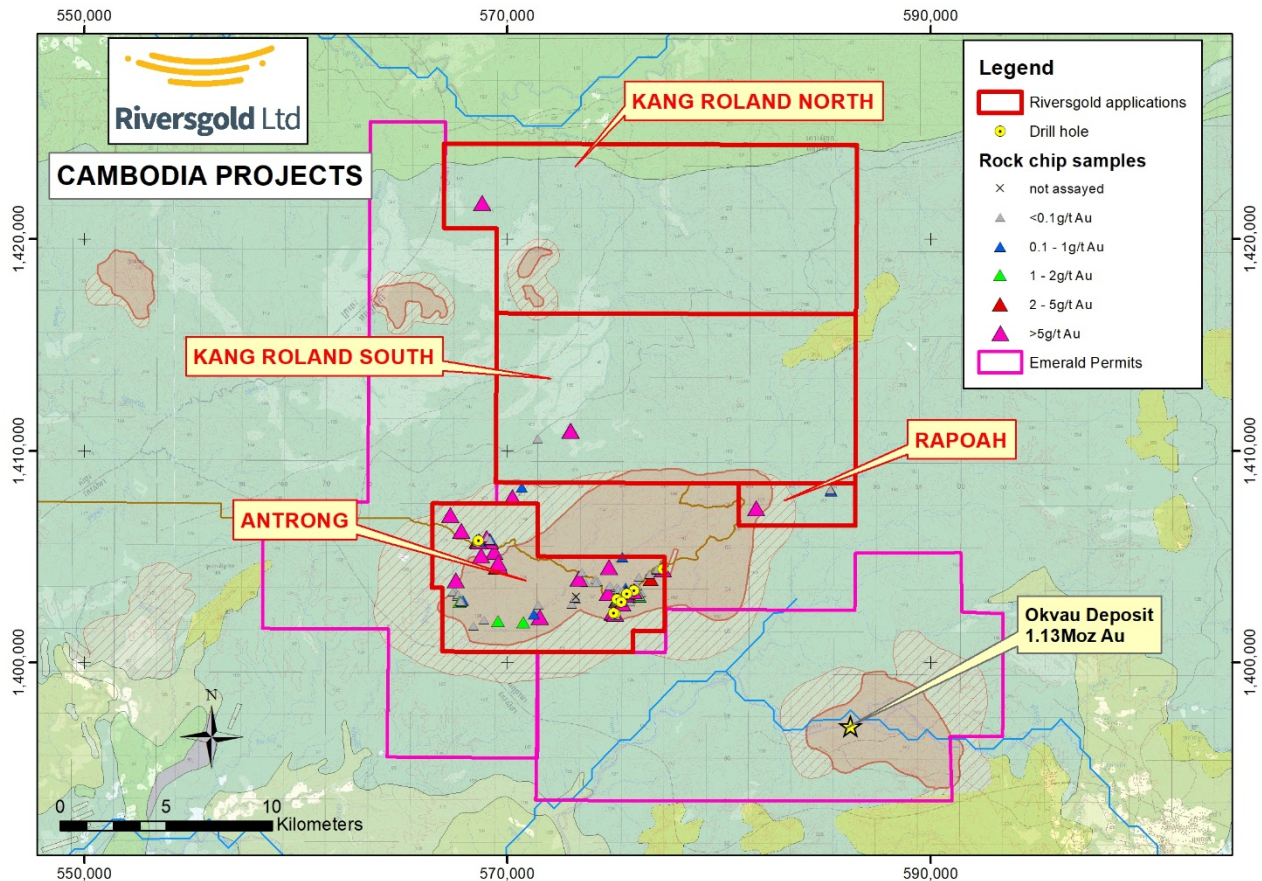 550,000
570,000
590,000
Riversgold Ltd
CAMBODIA PROJECTS
KANG ROLAND NORTH
KANG ROLAND SOUTH
RAPOAH
ANTRONG
Okvau Deposit
1.13Moz Au
Legend
Riversgold applications
Drill hole
Rock chip samples
not assayed
<0.1g/t Au
0.1 - 1g/t Au
1 - 2g/t Au
2 - 5g/t Au
>5g/t Au
Emerald Permits
1,420,000
1,420,000
1,410,000
1,410,000
1,400,000
1,400,000
N
0 5 10
Kilometers
550,000
570,000
590,000